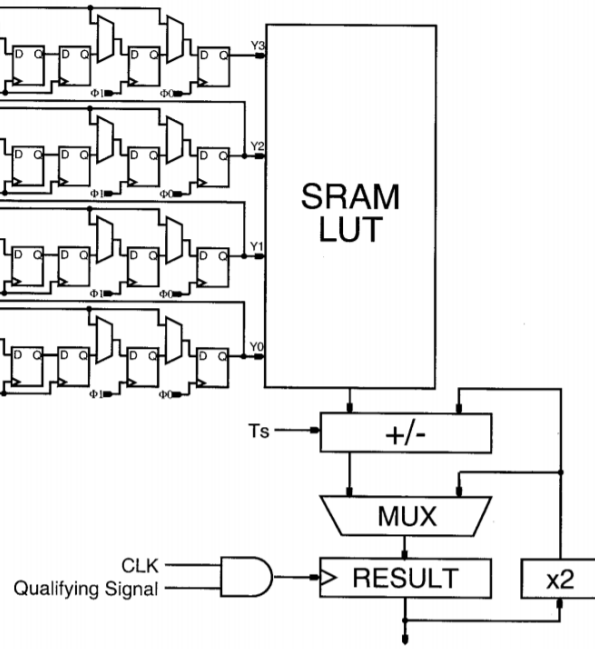 D Q D Q D Q D Q Y3
Φ1 Φ0
D Q D Q D Q D Q Y2
Φ1 Φ0
SRAM
LUT
D Q D Q D Q D Q Y1
Φ1 Φ0
D Q D Q D Q D Q Y0
Φ1 Φ0
Ts +/-
MUX
CLK
RESULT x2
Qualifying Signal